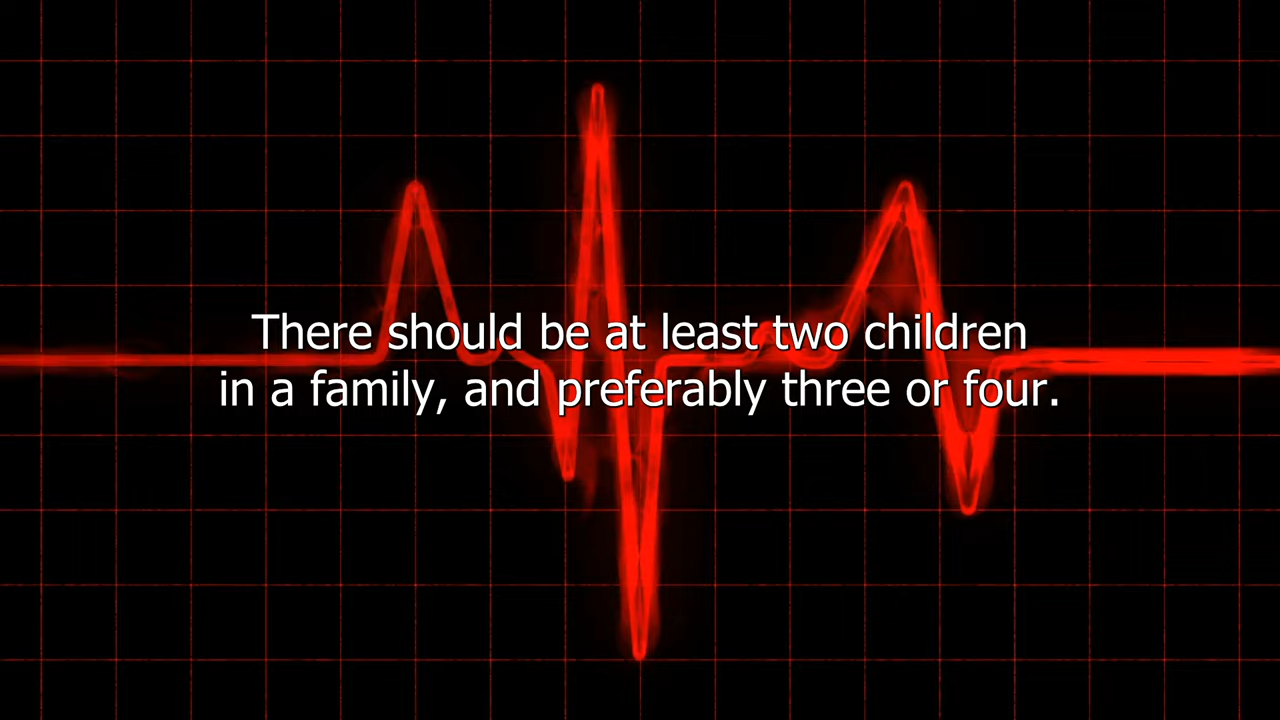 There should be at least two children
in a family, and preferably three or four.